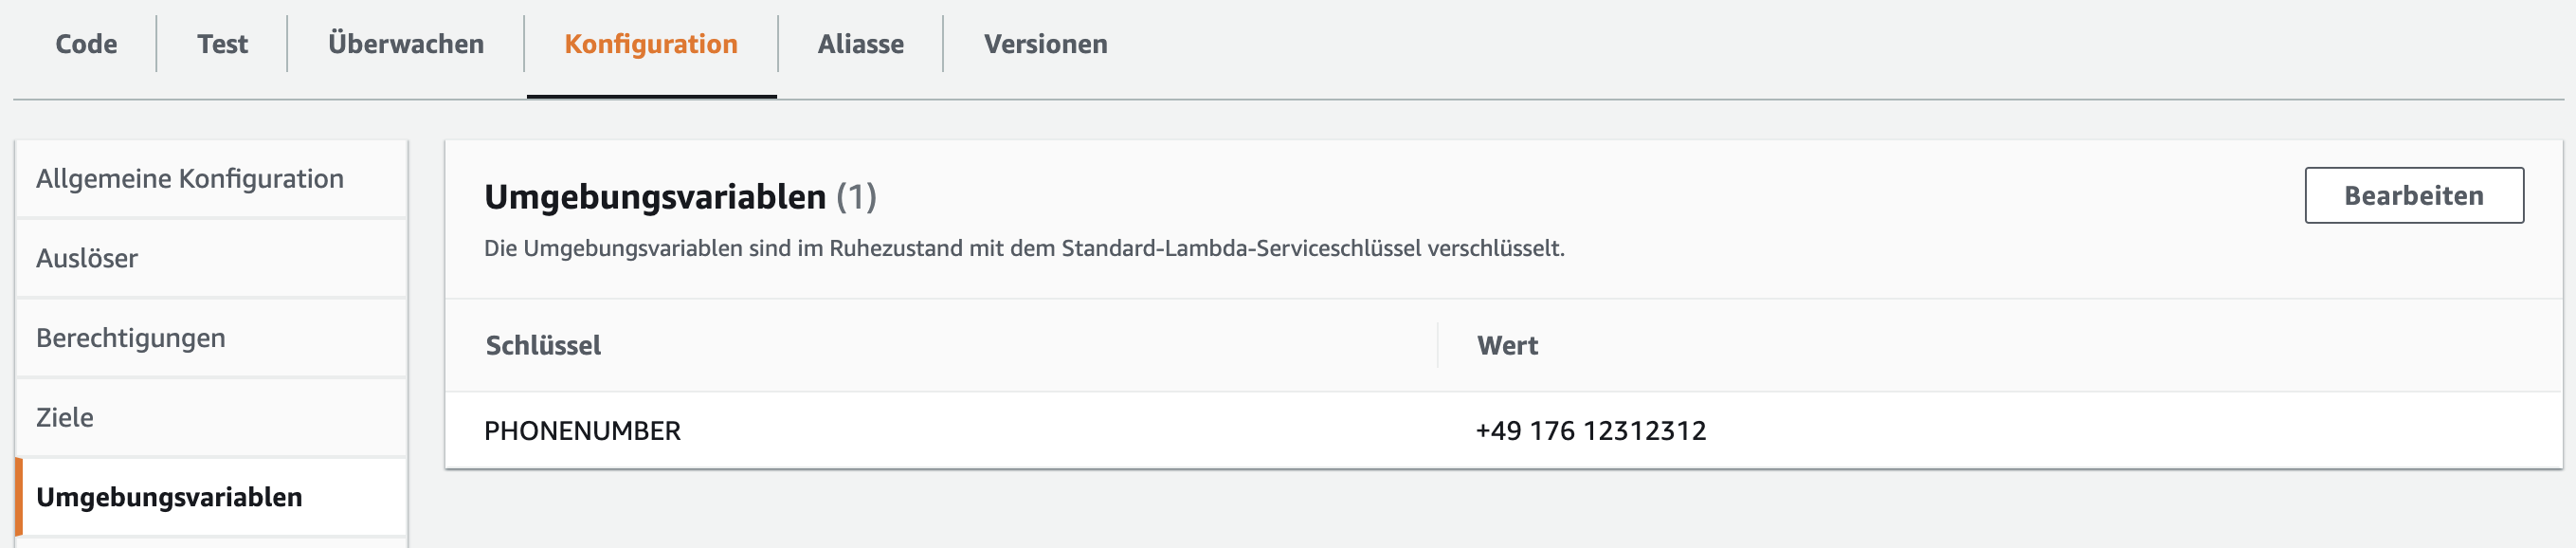 Code Test Überwachen Konfiguration Aliasse Versionen
Allgemeine Konfiguration
Auslöser
Berechtigungen
Ziele
Umgebungsvariablen
Umgebungsvariablen (1)
Bearbeiten
Die Umgebungsvariablen sind im Ruhezustand mit dem Standard-Lambda-Serviceschlüssel verschlüsselt.
Schlüssel Wert
PHONENUMBER +49 176 12312312